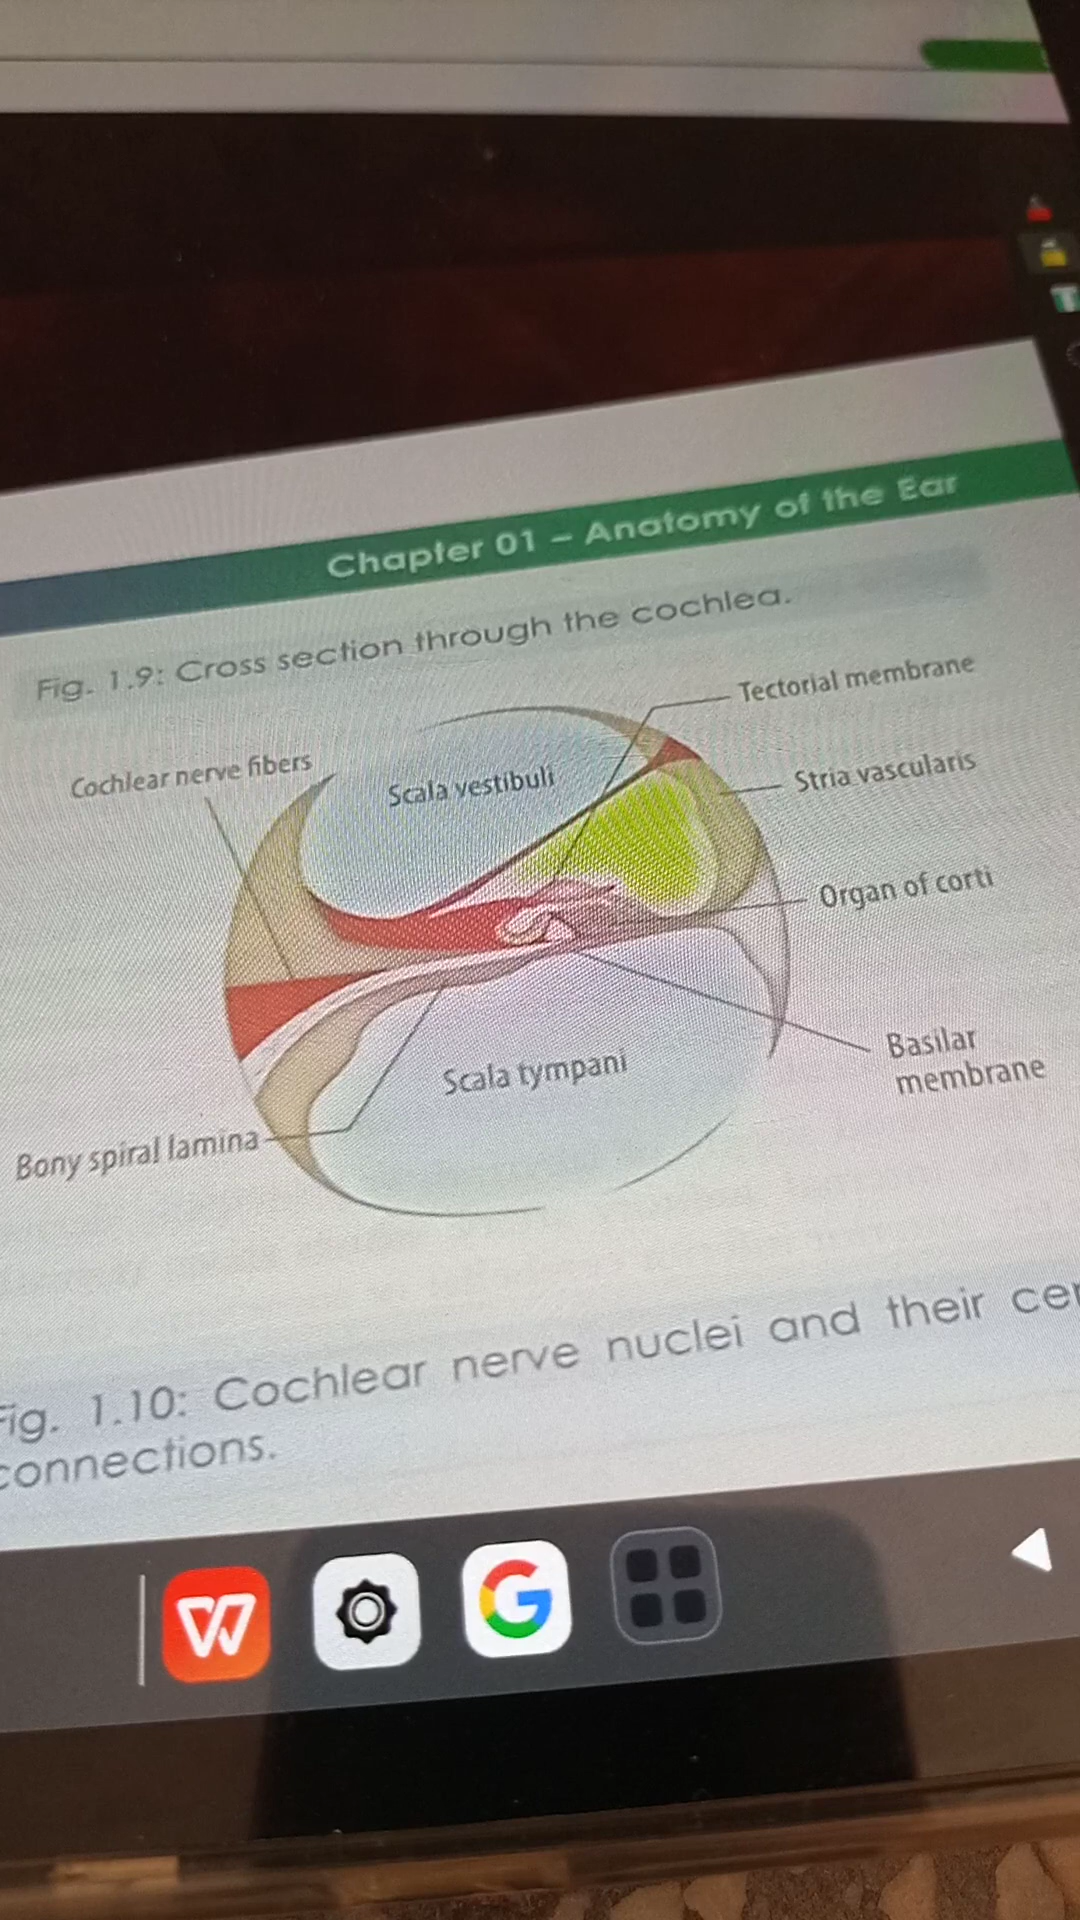 Chapter 01 – Anatomy of the Ear
Fig. 1.9: Cross section through the cochlea.
Tectorial membrane
Cochlear nerve fibers
Scala vestibuli
Stria vascularis
Organ of corti
Basilar
membrane
Scala tympani
Bony spiral lamina
Fig. 1.10: Cochlear nerve nuclei and their
connections.